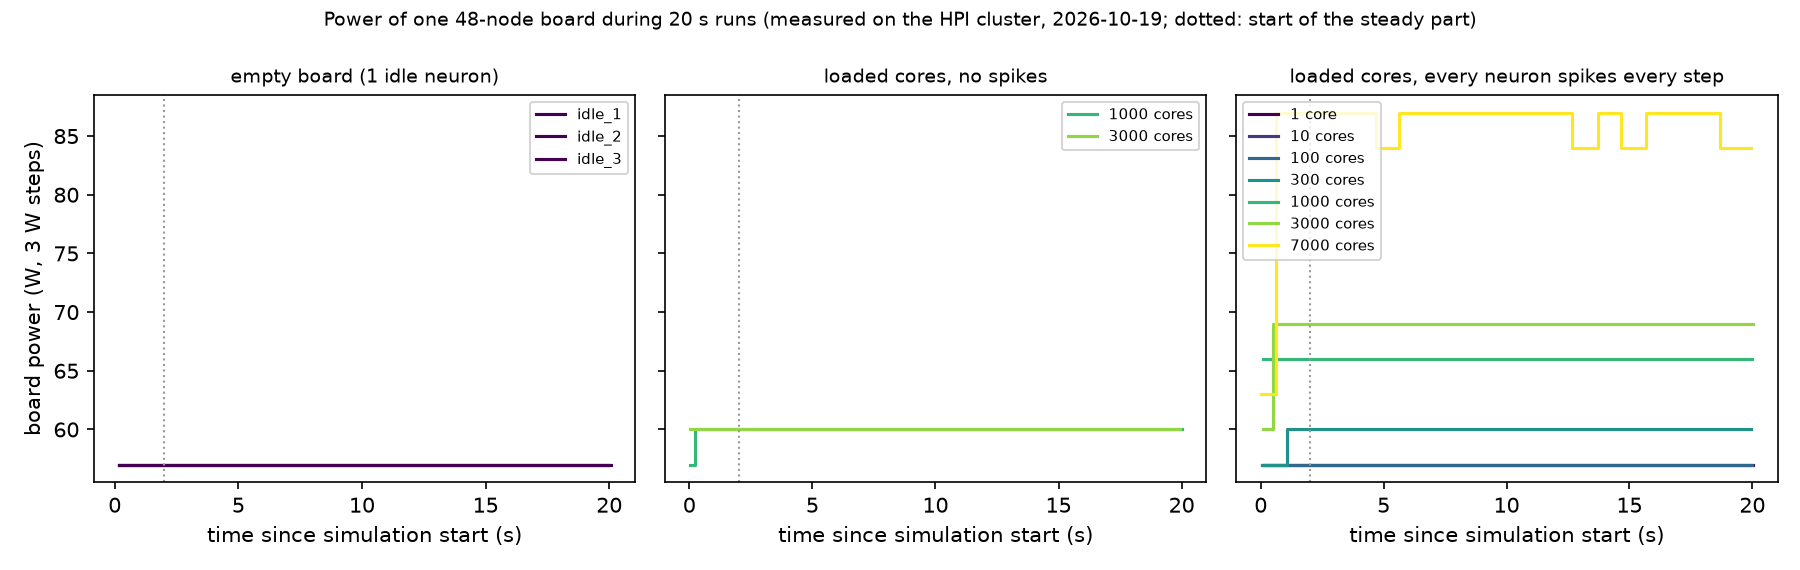 Power of one 48-node board during 20 s runs (measured on the HPI cluster, 2026-10-19; dotted: start of the steady part)
empty board (1 idle neuron)
loaded cores, no spikes
loaded cores, every neuron spikes every step
board power (W, 3 W steps)
85
80
75
70
65
60
idle_1
idle_2
idle_3
0 5 10 15 20
time since simulation start (s)
1000 cores
3000 cores
0 5 10 15 20
time since simulation start (s)
1 core
10 cores
100 cores
300 cores
1000 cores
3000 cores
7000 cores
0 5 10 15 20
time since simulation start (s)